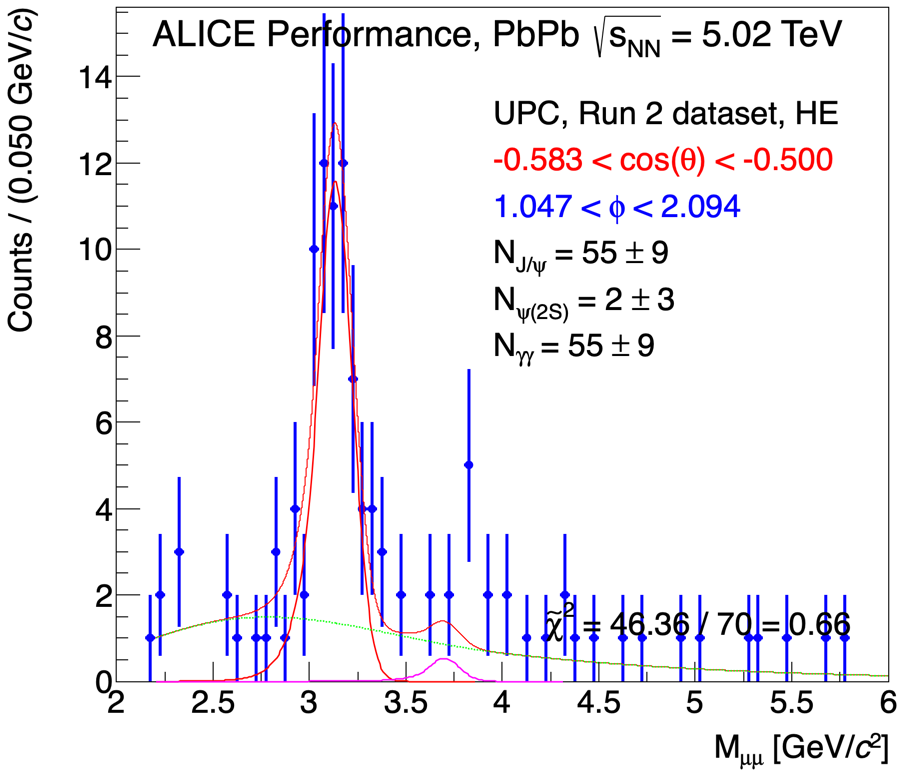 ALICE Performance, PbPb √s_NN = 5.02 TeV
UPC, Run 2 dataset, HE
-0.583 < cos(θ) < -0.500
1.047 < ϕ < 2.094
N_J/ψ = 55 ± 9
N_ψ(2S) = 2 ± 3
N_γγ = 55 ± 9
χ̃² = 46.36 / 70 = 0.66
Counts / (0.050 GeV/c)
14
12
10
8
6
4
2
0
2 2.5 3 3.5 4 4.5 5 5.5 6
M_μμ [GeV/c²]